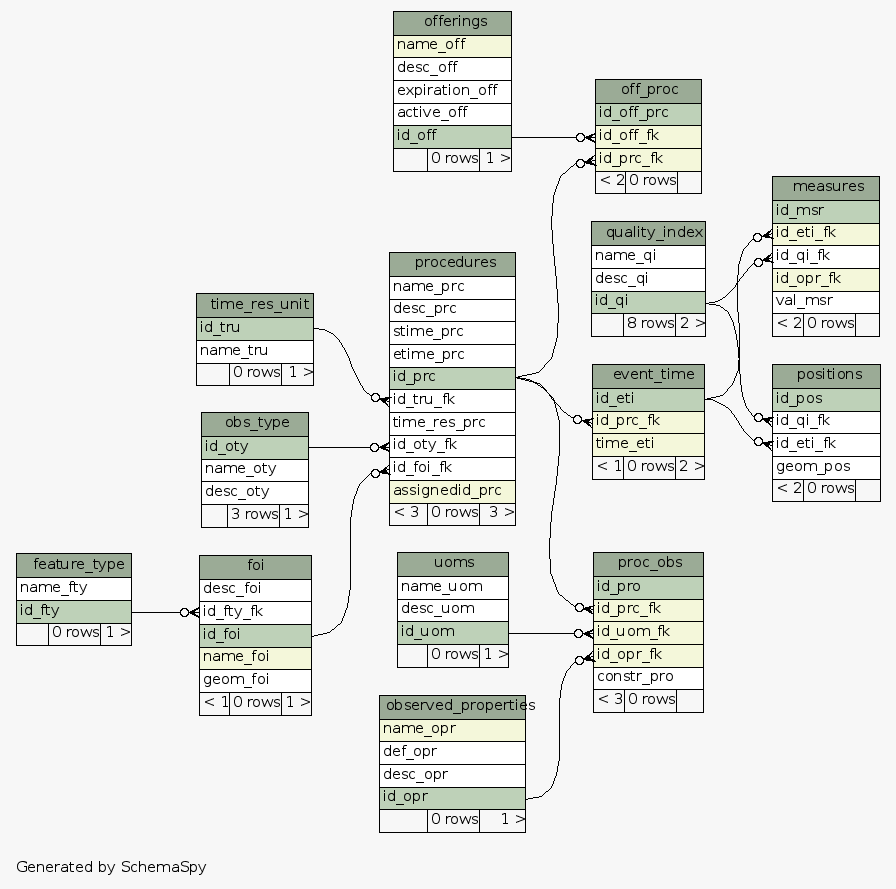 offerings
name_off
desc_off
expiration_off
active_off
id_off
0 rows 1 >
off_proc
id_off_prc
id_off_fk
id_prc_fk
< 2 0 rows
measures
id_msr
id_eti_fk
id_qi_fk
id_opr_fk
val_msr
< 2 0 rows
quality_index
name_qi
desc_qi
id_qi
8 rows 2 >
procedures
name_prc
desc_prc
stime_prc
etime_prc
id_prc
id_tru_fk
time_res_prc
id_oty_fk
id_foi_fk
assignedid_prc
< 3 0 rows 3 >
time_res_unit
id_tru
name_tru
0 rows 1 >
event_time
id_eti
id_prc_fk
time_eti
< 1 0 rows 2 >
positions
id_pos
id_qi_fk
id_eti_fk
geom_pos
< 2 0 rows
obs_type
id_oty
name_oty
desc_oty
3 rows 1 >
feature_type
name_fty
id_fty
0 rows 1 >
foi
desc_foi
id_fty_fk
id_foi
name_foi
geom_foi
< 1 0 rows 1 >
uoms
name_uom
desc_uom
id_uom
0 rows 1 >
proc_obs
id_pro
id_prc_fk
id_uom_fk
id_opr_fk
constr_pro
< 3 0 rows
observed_properties
name_opr
def_opr
desc_opr
id_opr
0 rows 1 >
Generated by SchemaSpy